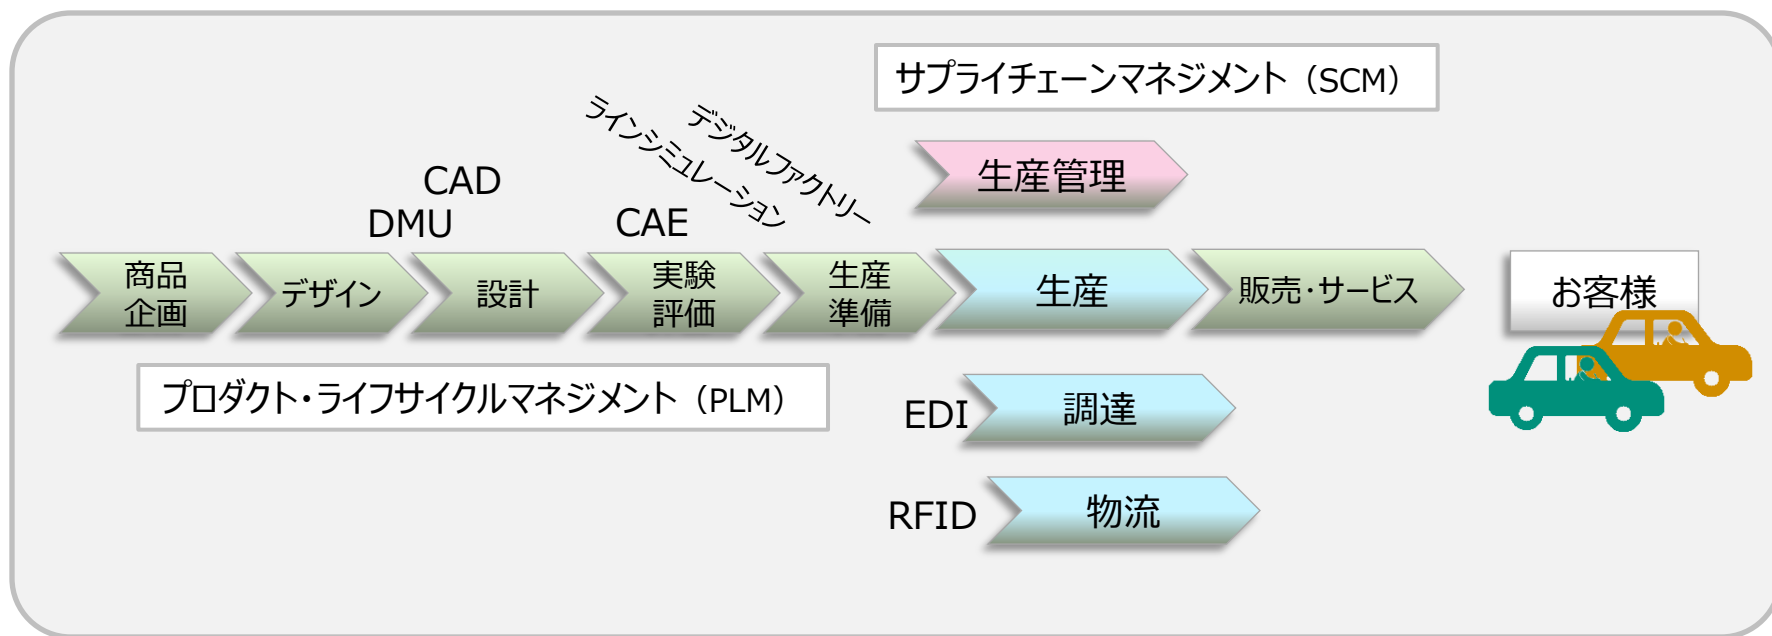 サプライチェーンマネジメント（SCM）
デジタルファクトリー
ラインシミュレーション
生産管理
CAD
DMU
CAE
商品
企画
デザイン
設計
実験
評価
生産
準備
生産
販売・サービス
お客様
プロダクト・ライフサイクルマネジメント（PLM）
EDI
調達
RFID
物流